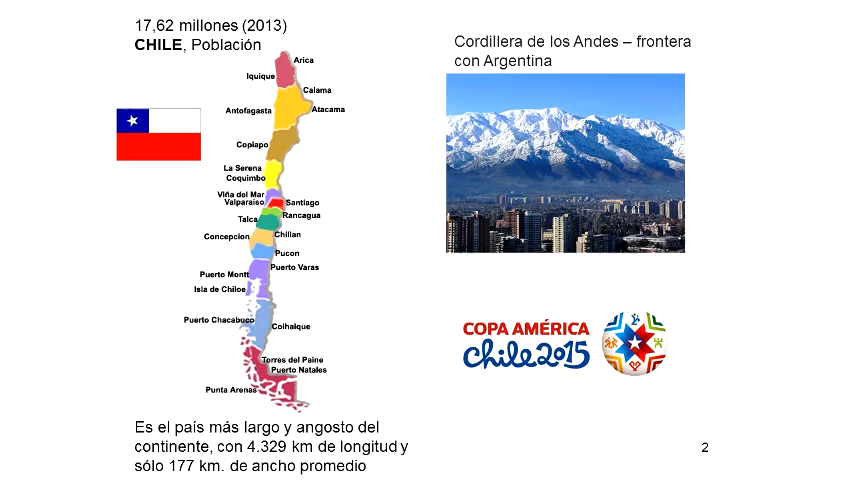 17,62 millones (2013)
CHILE, Población
Arica
Iquique
Calama
Antofagasta
Atacama
Copiapo
La Serena
Coquimbo
Viña del Mar
Valparaiso
Santiago
Rancagua
Talca
Concepcion
Chillan
Pucon
Puerto Varas
Puerto Montt
Isla de Chiloe
Puerto Chacabuco
Coihaique
Torres del Paine
Puerto Natales
Punta Arenas
Es el país más largo y angosto del
continente, con 4.329 km de longitud y
sólo 177 km. de ancho promedio
Cordillera de los Andes – frontera
con Argentina
COPA AMÉRICA
Chile2015
2